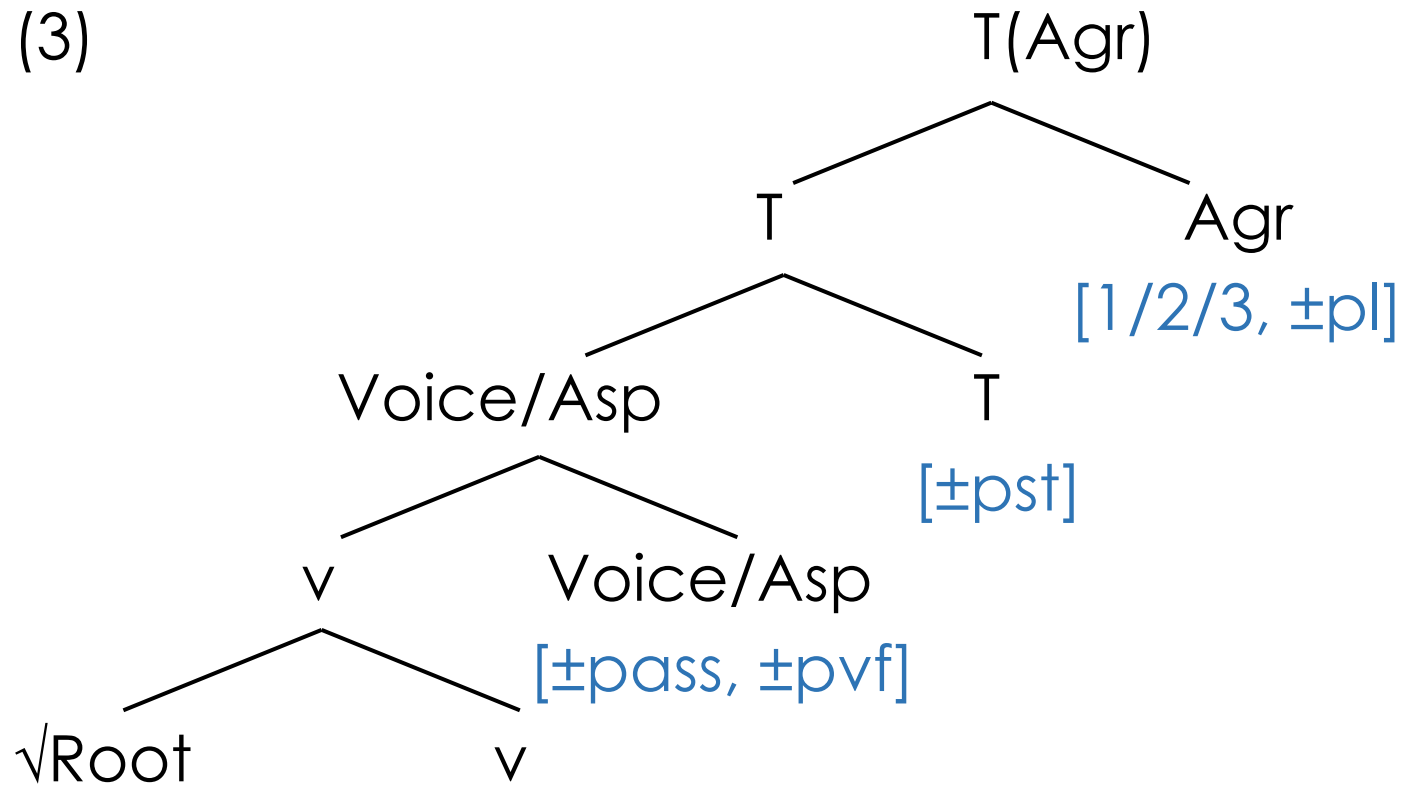 (3) T(Agr)
T Agr
[1/2/3, ±pl]
Voice/Asp T
[±pst]
v Voice/Asp
[±pass, ±pvf]
√Root v